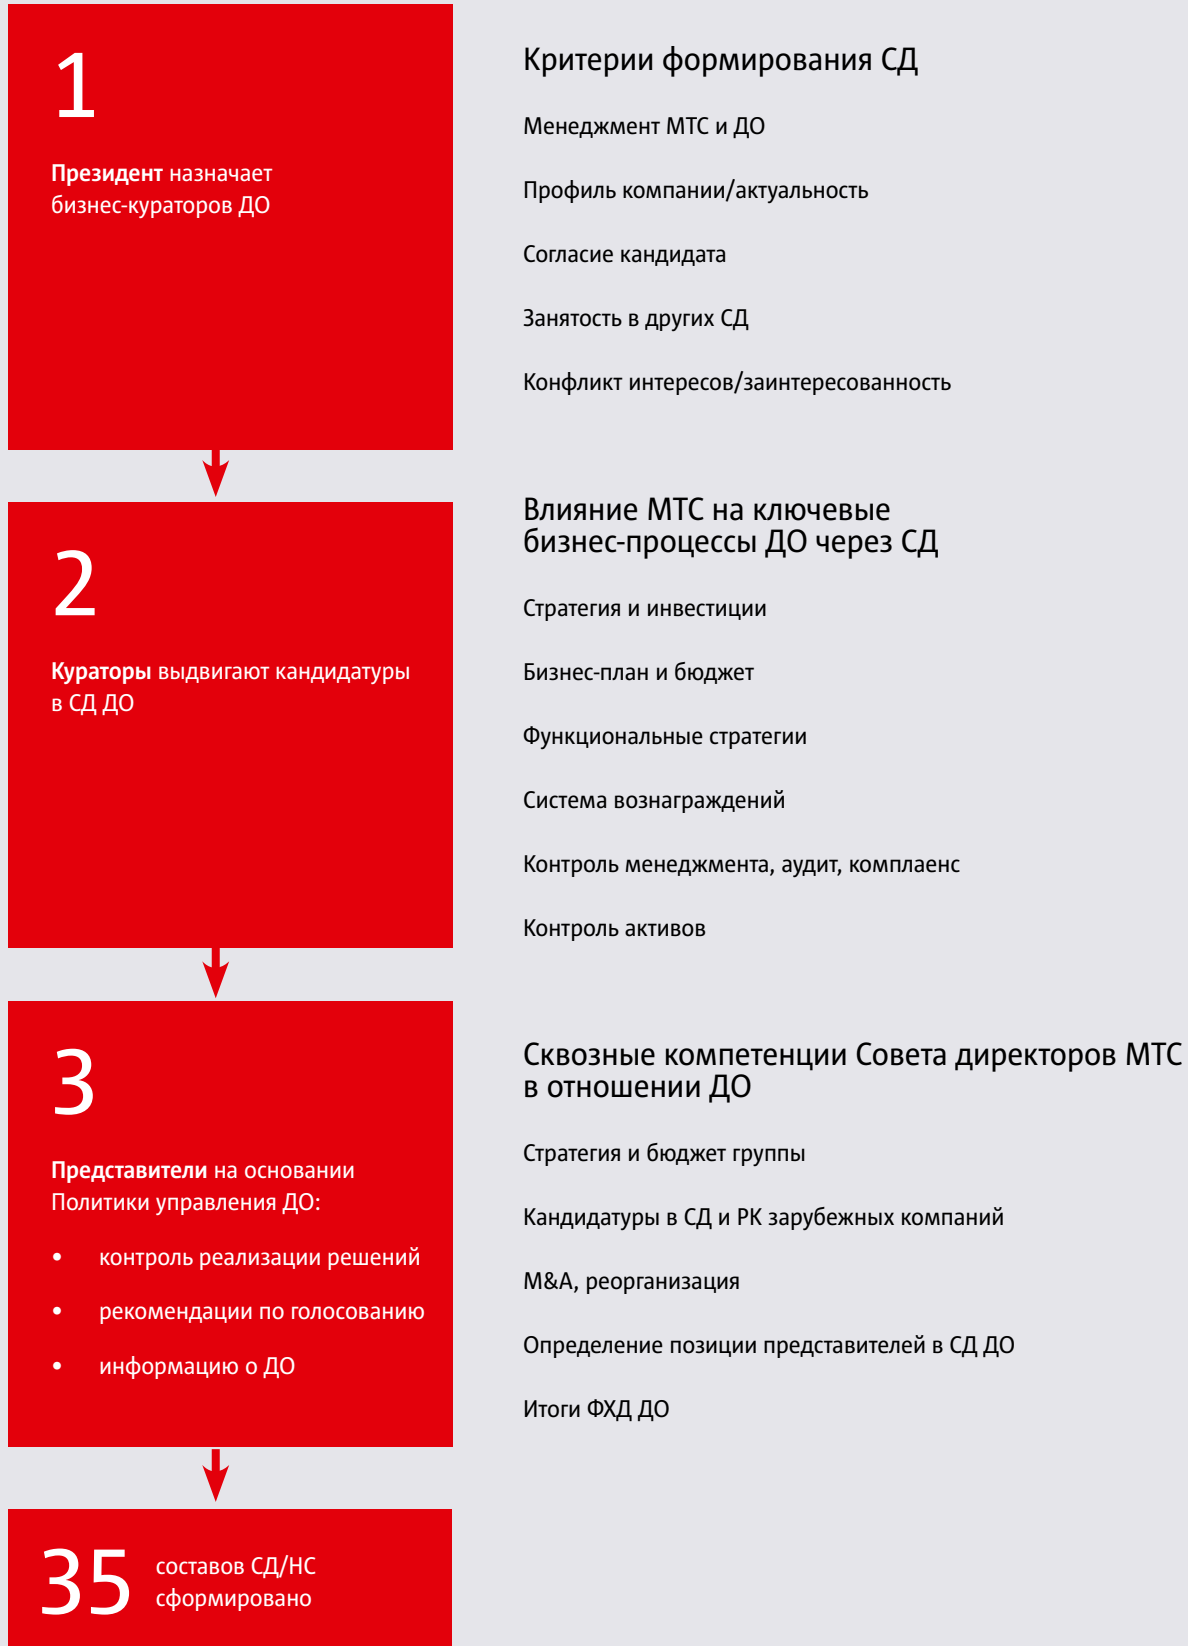 1
Президент назначает
бизнес-кураторов ДО
Критерии формирования СД
Менеджмент МТС и ДО
Профиль компании/актуальность
Согласие кандидата
Занятость в других СД
Конфликт интересов/заинтересованность
2
Кураторы выдвигают кандидатуры
в СД ДО
Влияние МТС на ключевые
бизнес-процессы ДО через СД
Стратегия и инвестиции
Бизнес-план и бюджет
Функциональные стратегии
Система вознаграждений
Контроль менеджмента, аудит, комплаенс
Контроль активов
3
Представители на основании
Политики управления ДО:
• контроль реализации решений
• рекомендации по голосованию
• информацию о ДО
Сквозные компетенции Совета директоров МТС
в отношении ДО
Стратегия и бюджет группы
Кандидатуры в СД и РК зарубежных компаний
M&A, реорганизация
Определение позиции представителей в СД ДО
Итоги ФХД ДО
35
составов СД/НС
сформировано